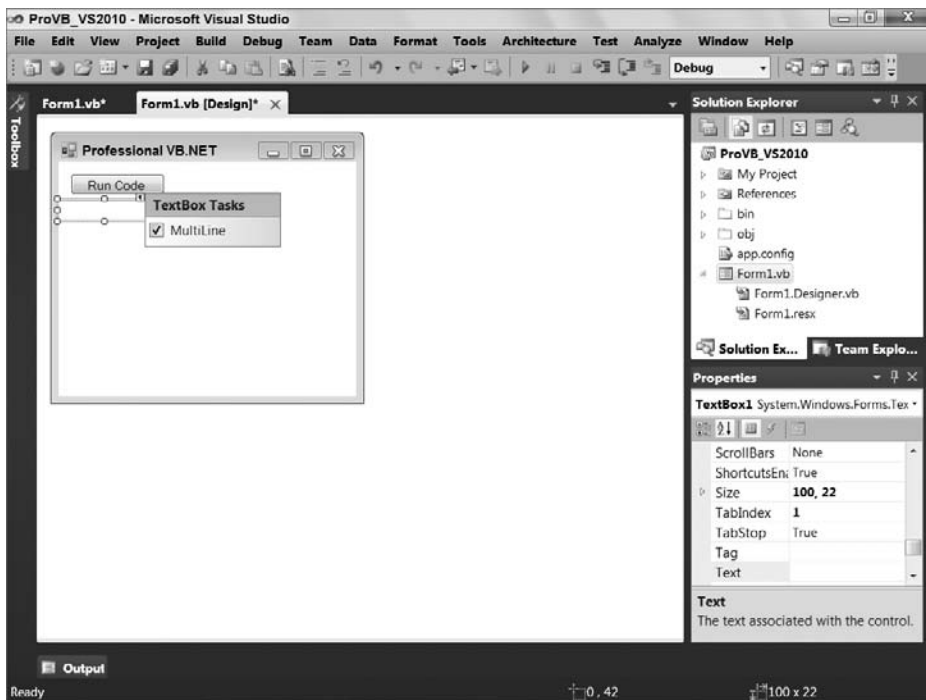 ProVB_VS2010 - Microsoft Visual Studio
File Edit View Project Build Debug Team Data Format Tools Architecture Test Analyze Window Help
Debug
Toolbox
Form1.vb*
Form1.vb [Design]*
Professional VB.NET
Run Code
TextBox Tasks
MultiLine
Solution Explorer
ProVB_VS2010
My Project
References
bin
obj
app.config
Form1.vb
Form1.Designer.vb
Form1.resx
Solution Ex...
Team Explo...
Properties
TextBox1 System.Windows.Forms.Tex
ScrollBars None
ShortcutsEna True
Size 100, 22
TabIndex 1
TabStop True
Tag
Text
Text
The text associated with the control.
Output
Ready
0 , 42
100 x 22